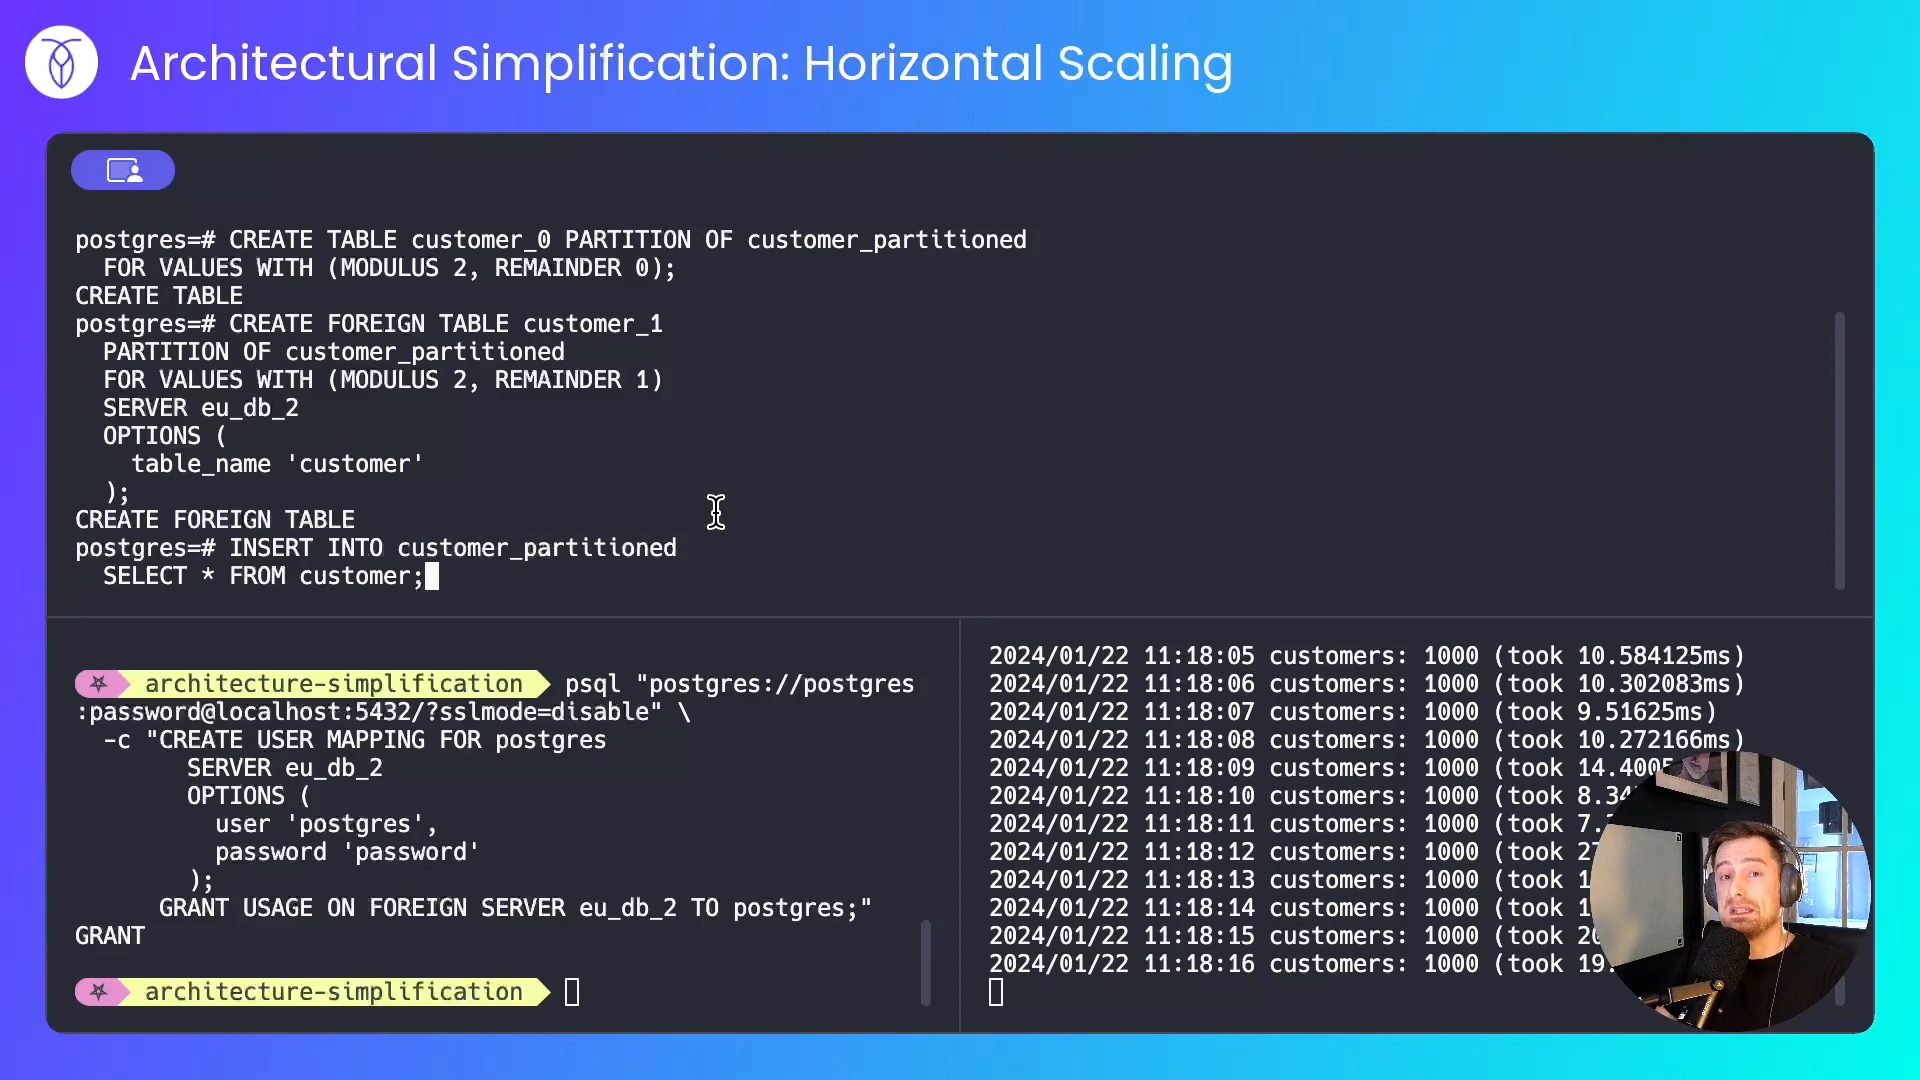 Architectural Simplification: Horizontal Scaling
postgres=# CREATE TABLE customer_0 PARTITION OF customer_partitioned
FOR VALUES WITH (MODULUS 2, REMAINDER 0);
CREATE TABLE
postgres=# CREATE FOREIGN TABLE customer_1
PARTITION OF customer_partitioned
FOR VALUES WITH (MODULUS 2, REMAINDER 1)
SERVER eu_db_2
OPTIONS (
table_name 'customer'
);
CREATE FOREIGN TABLE
postgres=# INSERT INTO customer_partitioned
SELECT * FROM customer;
architecture-simplification psql "postgres://postgres
:password@localhost:5432/?sslmode=disable" \
-c "CREATE USER MAPPING FOR postgres
SERVER eu_db_2
OPTIONS (
user 'postgres',
password 'password'
);
GRANT USAGE ON FOREIGN SERVER eu_db_2 TO postgres;"
GRANT
architecture-simplification
2024/01/22 11:18:05 customers: 1000 (took 10.584125ms)
2024/01/22 11:18:06 customers: 1000 (took 10.302083ms)
2024/01/22 11:18:07 customers: 1000 (took 9.51625ms)
2024/01/22 11:18:08 customers: 1000 (took 10.272166ms)
2024/01/22 11:18:09 customers: 1000 (took
2024/01/22 11:18:10 customers: 1000 (took
2024/01/22 11:18:11 customers: 1000 (took
2024/01/22 11:18:12 customers: 1000 (took
2024/01/22 11:18:13 customers: 1000 (took
2024/01/22 11:18:14 customers: 1000 (took
2024/01/22 11:18:15 customers: 1000 (took
2024/01/22 11:18:16 customers: 1000 (took